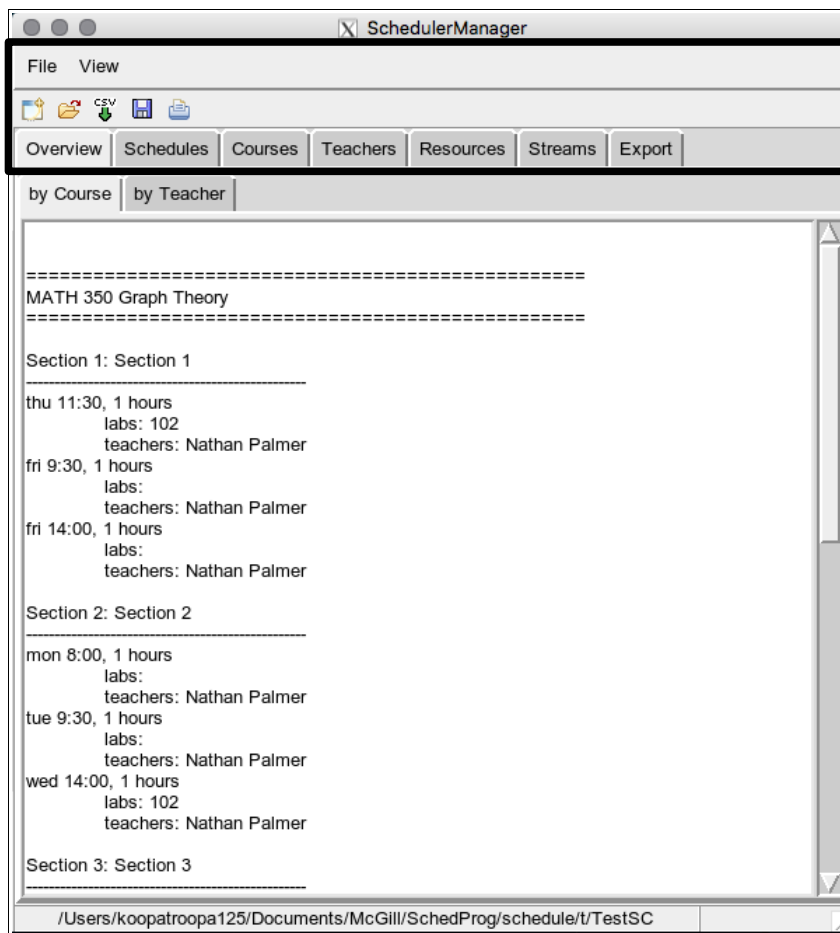 SchedulerManager
File View
CSV
Overview Schedules Courses Teachers Resources Streams Export
by Course by Teacher
==================================================
MATH 350 Graph Theory
==================================================
Section 1: Section 1
--------------------------------------------------
thu 11:30, 1 hours
labs: 102
teachers: Nathan Palmer
fri 9:30, 1 hours
labs:
teachers: Nathan Palmer
fri 14:00, 1 hours
labs:
teachers: Nathan Palmer
Section 2: Section 2
--------------------------------------------------
mon 8:00, 1 hours
labs:
teachers: Nathan Palmer
tue 9:30, 1 hours
labs:
teachers: Nathan Palmer
wed 14:00, 1 hours
labs: 102
teachers: Nathan Palmer
Section 3: Section 3
--------------------------------------------------
/Users/koopatroopa125/Documents/McGill/SchedProg/schedule/t/TestSC